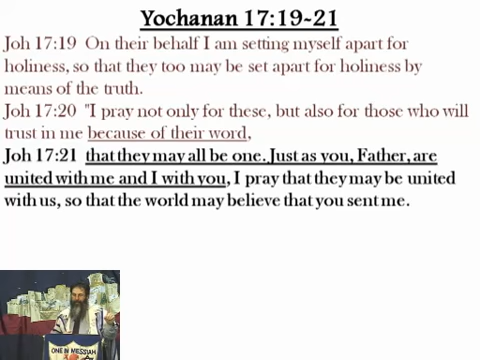 Yochanan 17:19-21
Joh 17:19 On their behalf I am setting myself apart for
holiness, so that they too may be set apart for holiness by
means of the truth.
Joh 17:20 "I pray not only for these, but also for those who will
trust in me because of their word,
Joh 17:21 that they may all be one. Just as you, Father, are
united with me and I with you, I pray that they may be united
with us, so that the world may believe that you sent me.
ONE IN MESSIAH